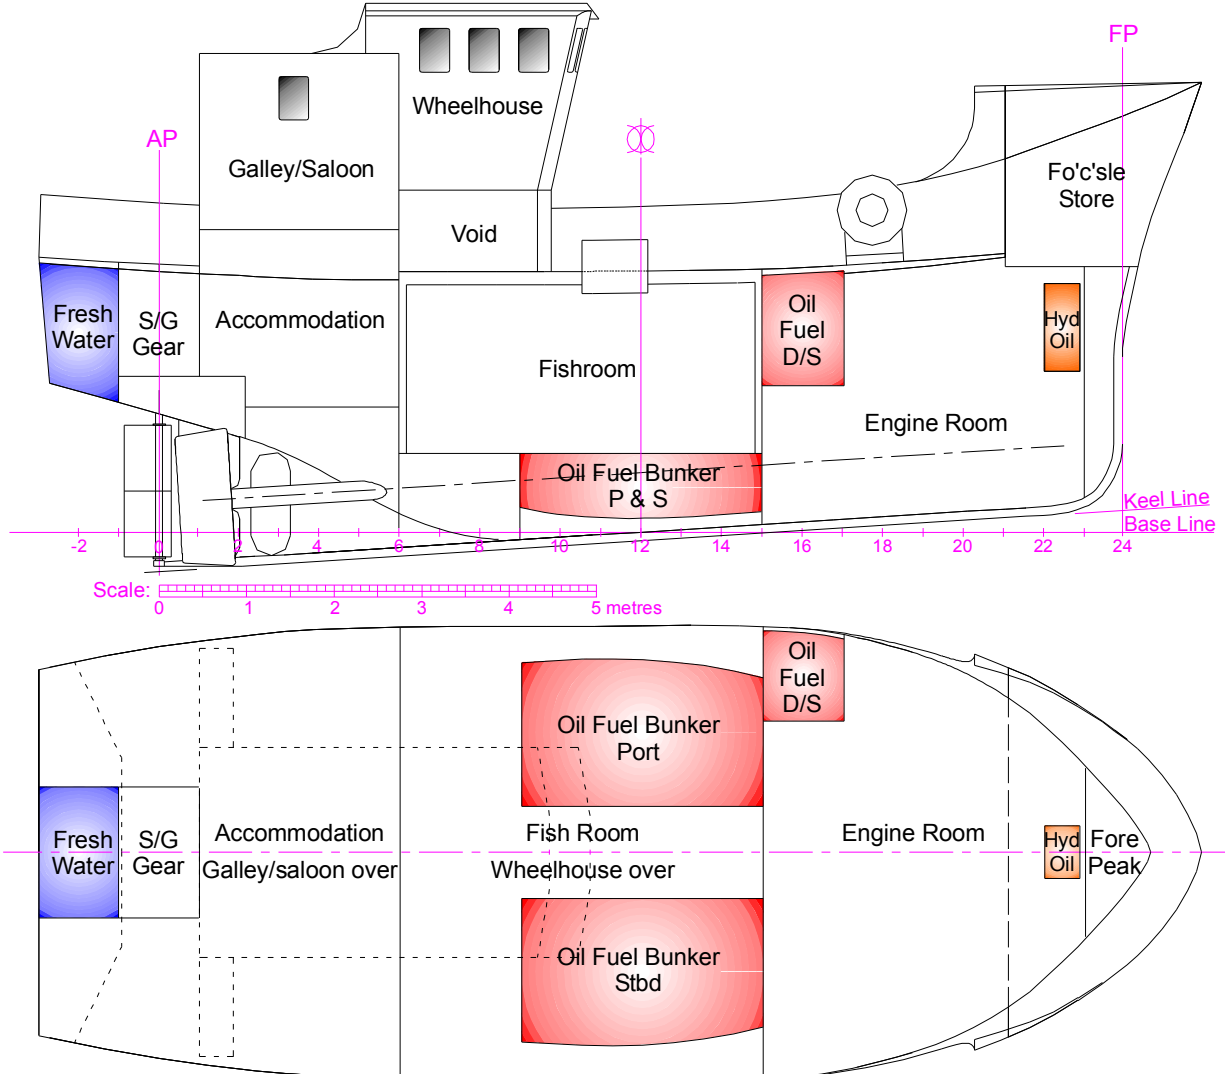 FP
AP
Wheelhouse
Galley/Saloon
Fo'c'sle
Store
Void
Fresh
Water
S/G
Gear
Accommodation
Oil
Fuel
D/S
Hyd
Oil
Fishroom
Engine Room
Oil Fuel Bunker
P & S
Keel Line
Base Line
-2 0 2 4 6 8 10 12 14 16 18 20 22 24
Scale:
0 1 2 3 4 5 metres
Oil
Fuel
D/S
Oil Fuel Bunker
Port
Fresh
Water
S/G
Gear
Accommodation
Galley/saloon over
Fish Room
Wheelhouse over
Engine Room
Hyd
Oil
Fore
Peak
Oil Fuel Bunker
Stbd